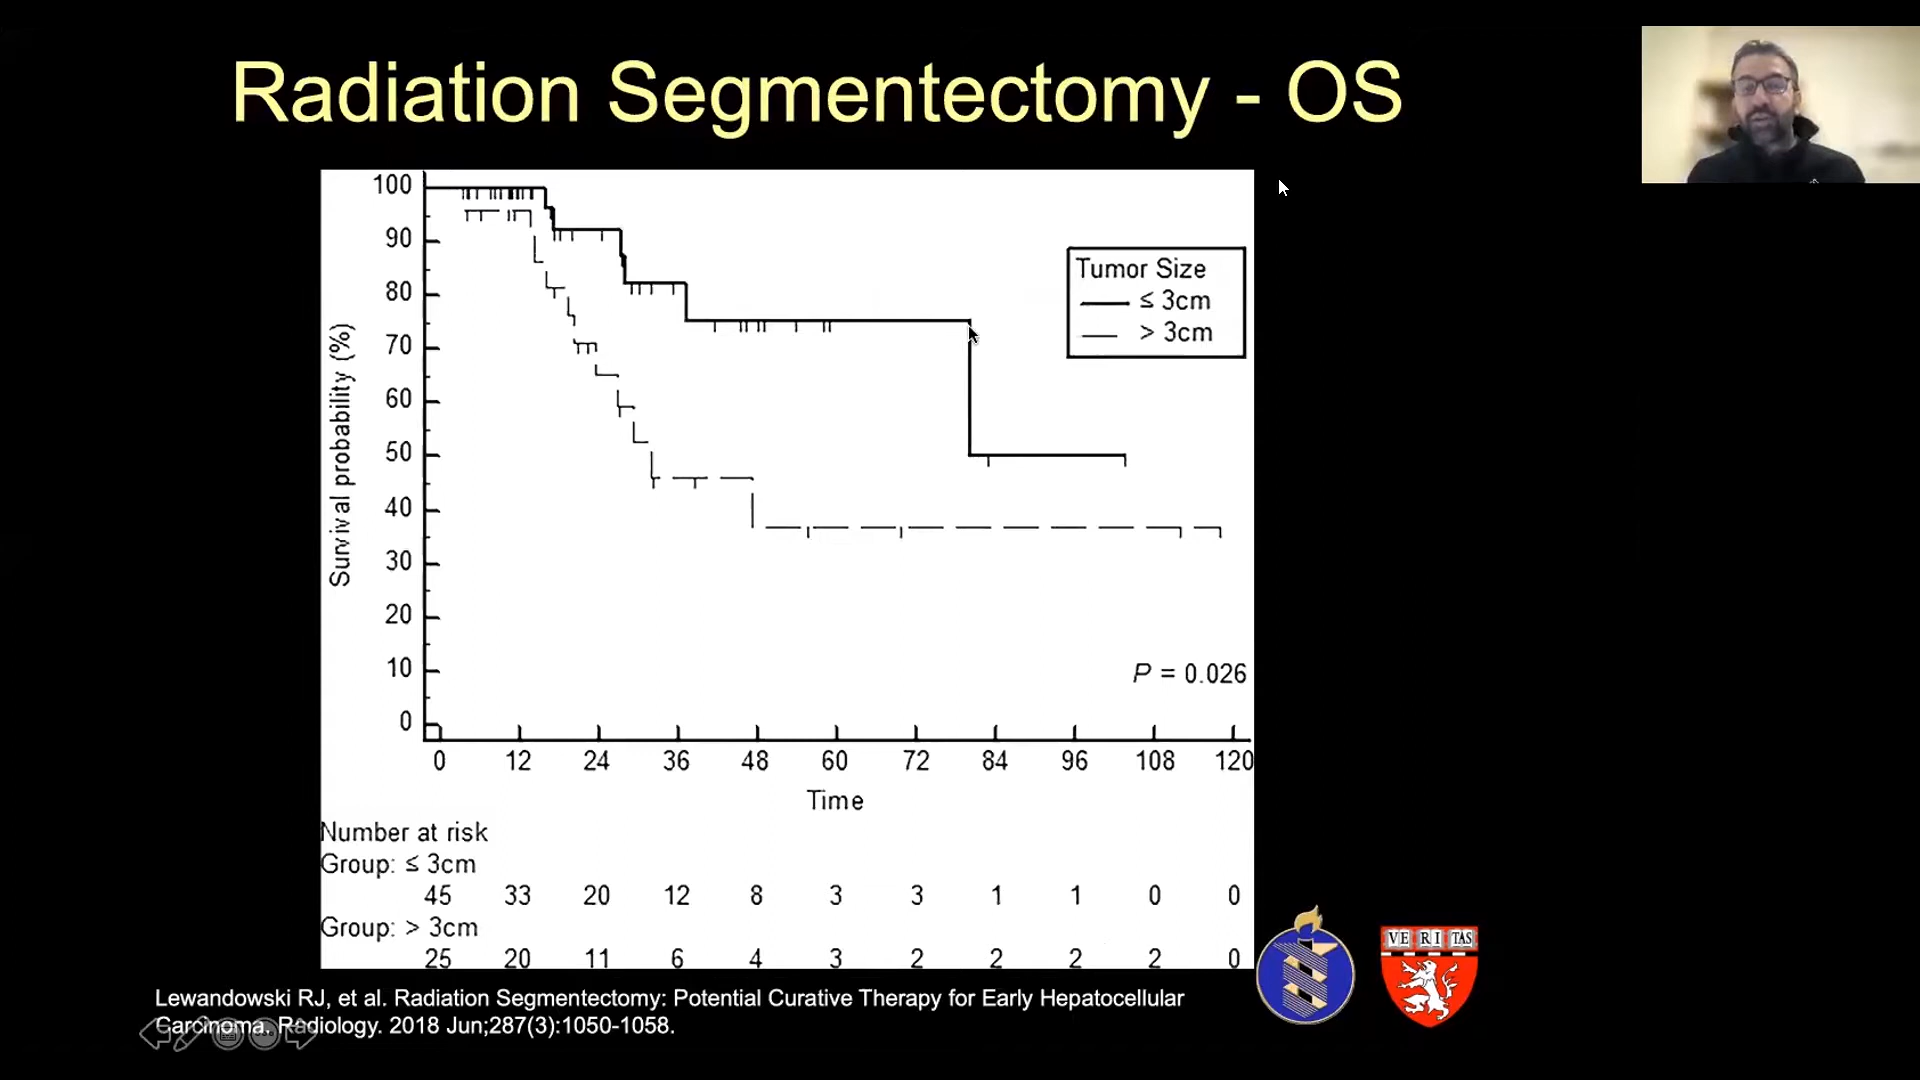 Radiation Segmentectomy - OS
100
90
80
70
60
50
40
30
20
10
0
Survival probability (%)
Tumor Size
≤ 3cm
> 3cm
P = 0.026
0 12 24 36 48 60 72 84 96 108 120
Time
Number at risk
Group: ≤ 3cm
45 33 20 12 8 3 3 1 1 0 0
Group: > 3cm
25 20 11 6 4 3 2 2 2 2 0
Lewandowski RJ, et al. Radiation Segmentectomy: Potential Curative Therapy for Early Hepatocellular
Carcinoma. Radiology. 2018 Jun;287(3):1050-1058.
VE RI TAS